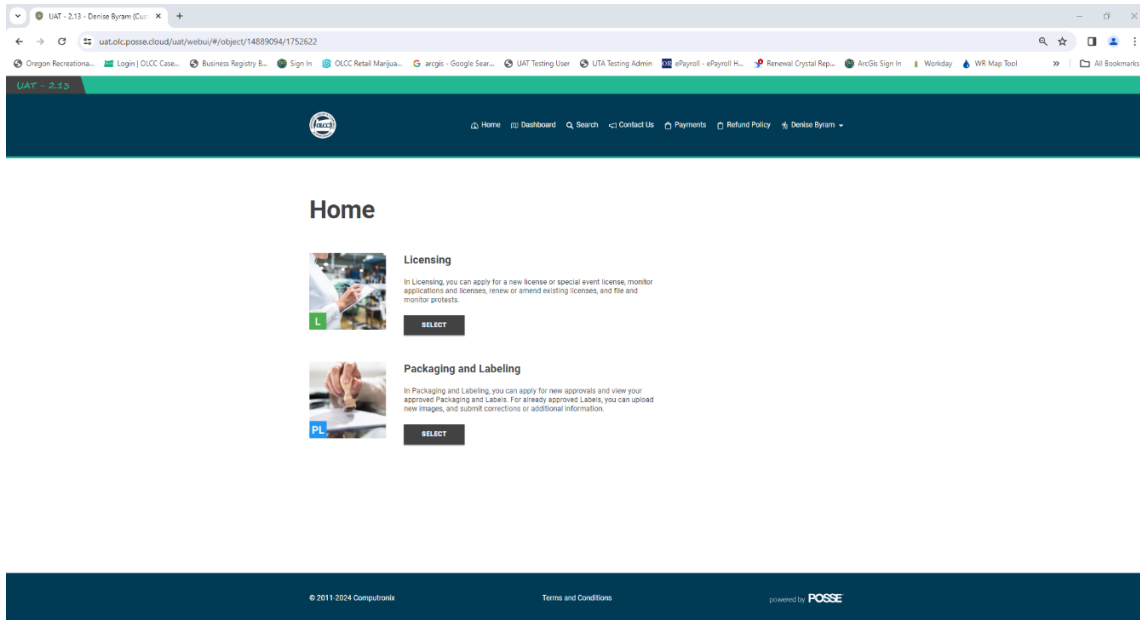 UAT - 2.13 - Denise Byram (Cus
uat.olc.posse.cloud/uat/webui/#/object/14889094/1752622
Oregon Recreationa... Login | OLCC Case... Business Registry B... Sign In OLCC Retail Marijua... arcgis - Google Sear... UAT Testing User UTA Testing Admin ePayroll - ePayroll H... Renewal Crystal Rep... ArcGis Sign In Workday WR Map Tool » All Bookmarks
UAT - 2.13
OLCC Home Dashboard Search Contact Us Payments Refund Policy Denise Byram
Home
Licensing
In Licensing, you can apply for a new license or special event license, monitor
applications and licenses, renew or amend existing licenses, and file and
monitor protests.
L
SELECT
Packaging and Labeling
In Packaging and Labeling, you can apply for new approvals and view your
approved Packaging and Labels. For already approved Labels, you can upload
new images, and submit corrections or additional information.
PL
SELECT
© 2011-2024 Computronix Terms and Conditions powered by POSSE